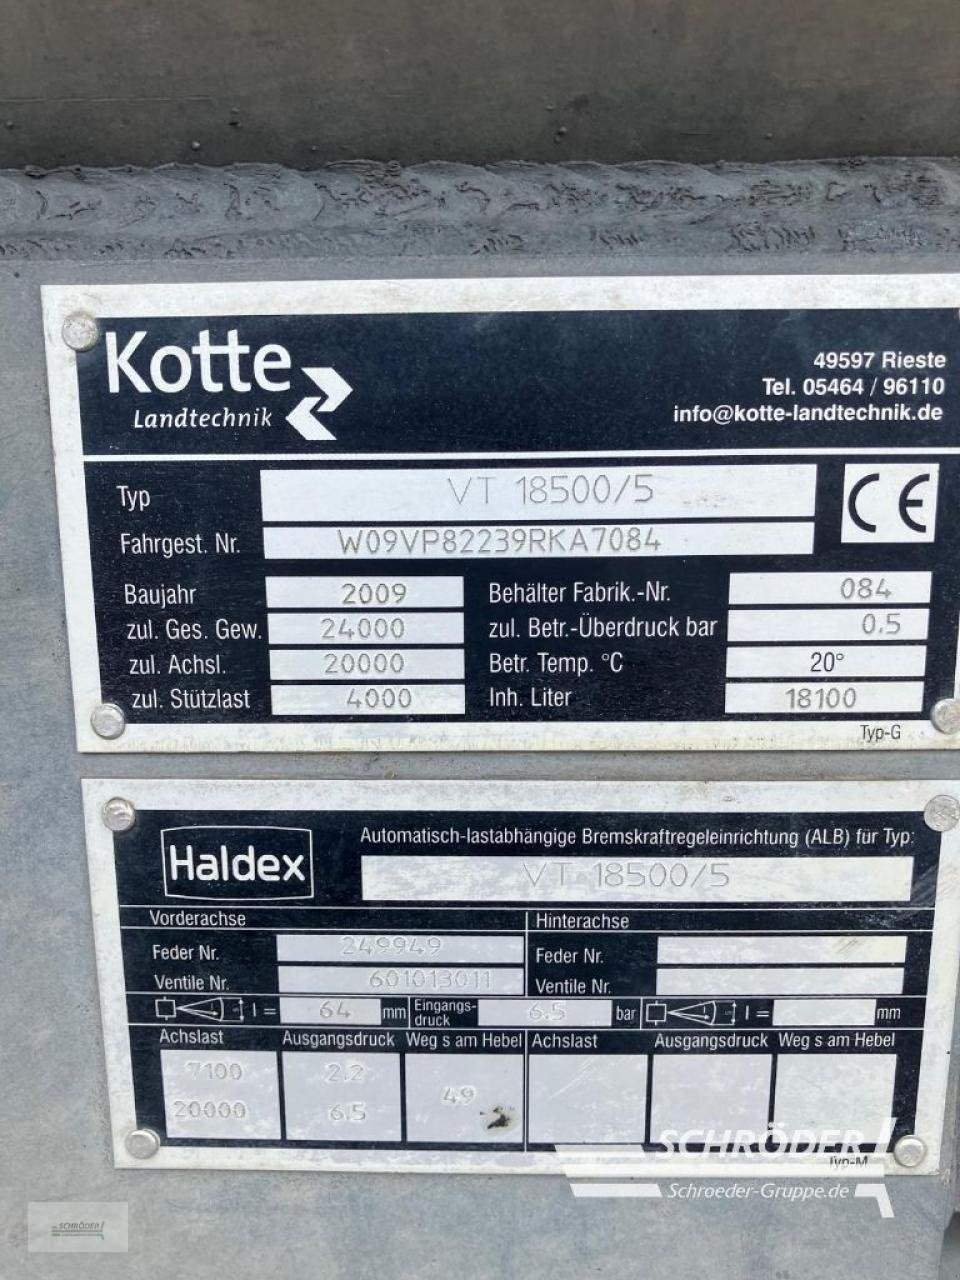 Kotte
Landtechnik
49597 Rieste
Tel. 05464 / 96110
info@kotte-landtechnik.de
Typ VT 18500/5
CE
Fahrgest. Nr. W09VP82239RKA7084
Baujahr 2009 Behälter Fabrik.-Nr. 084
zul. Ges. Gew. 24000 zul. Betr.-Überdruck bar 0.5
zul. Achsl. 20000 Betr. Temp. °C 20°
zul. Stützlast 4000 Inh. Liter 18100
Typ-G
Haldex
Automatisch-lastabhängige Bremskraftregeleinrichtung (ALB) für Typ:
VT 18500/5
Vorderachse Hinterachse
Feder Nr. 249949 Feder Nr.
Ventile Nr. 601013011 Ventile Nr.
l = 64 mm Eingangs-druck 6.5 bar l = mm
Achslast Ausgangsdruck Weg s am Hebel Achslast Ausgangsdruck Weg s am Hebel
7100 2.2 49
20000 6.5
Typ-M
SCHRÖDER
Schroeder-Gruppe.de
SCHRÖDER